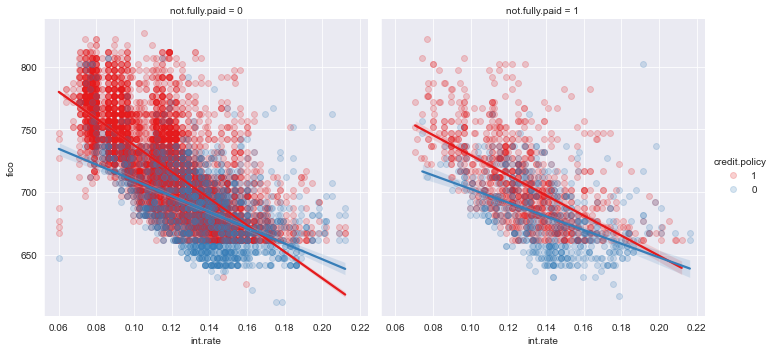 not.fully.paid = 0
not.fully.paid = 1
800
750
700
650
fico
0.06 0.08 0.10 0.12 0.14 0.16 0.18 0.20 0.22
int.rate
0.06 0.08 0.10 0.12 0.14 0.16 0.18 0.20 0.22
int.rate
credit.policy
1
0